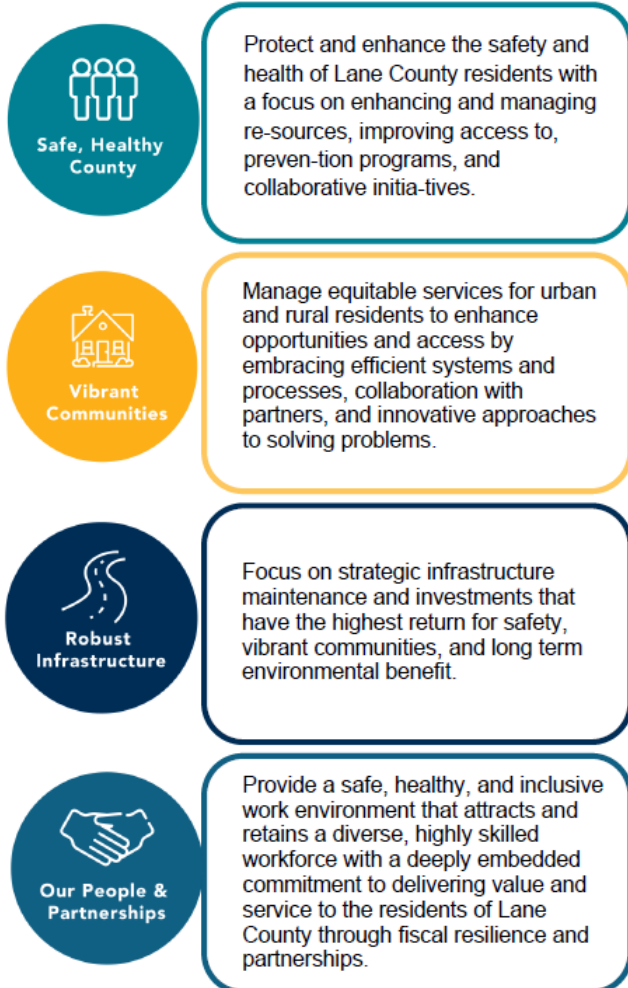 Safe, Healthy
County
Protect and enhance the safety and
health of Lane County residents with
a focus on enhancing and managing
re-sources, improving access to,
preven-tion programs, and
collaborative initia-tives.
Vibrant
Communities
Manage equitable services for urban
and rural residents to enhance
opportunities and access by
embracing efficient systems and
processes, collaboration with
partners, and innovative approaches
to solving problems.
Robust
Infrastructure
Focus on strategic infrastructure
maintenance and investments that
have the highest return for safety,
vibrant communities, and long term
environmental benefit.
Our People &
Partnerships
Provide a safe, healthy, and inclusive
work environment that attracts and
retains a diverse, highly skilled
workforce with a deeply embedded
commitment to delivering value and
service to the residents of Lane
County through fiscal resilience and
partnerships.